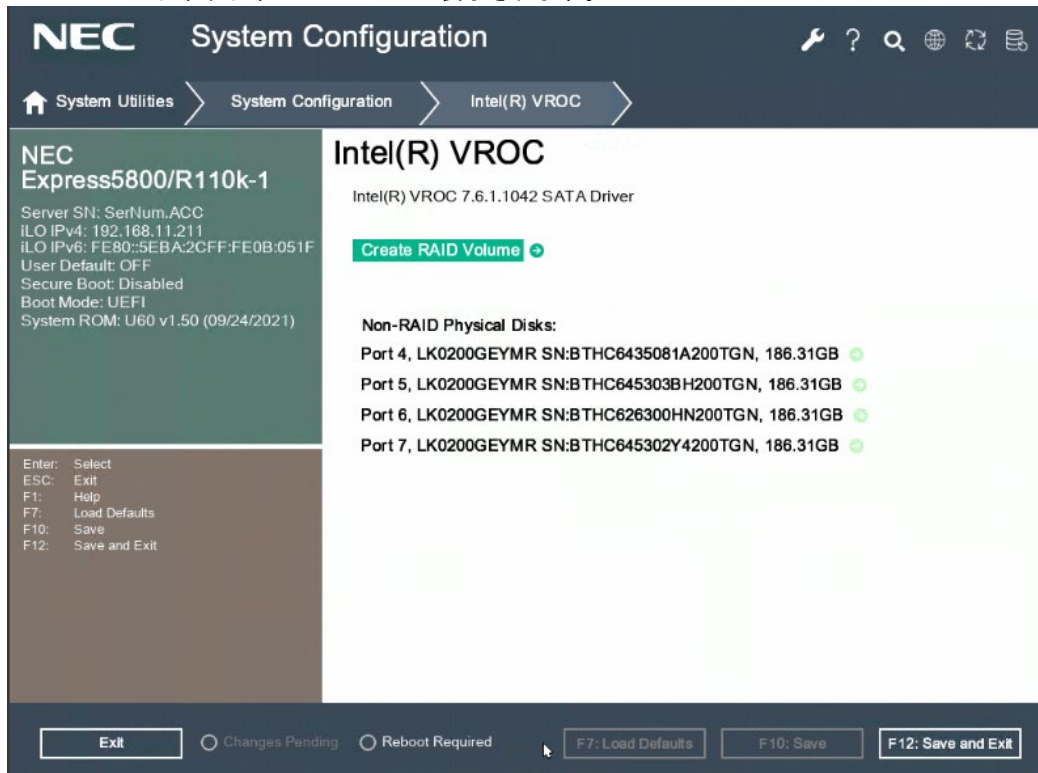 NEC System Configuration
System Utilities System Configuration Intel(R) VROC
NEC
Express5800/R110k-1
Server SN: SerNum.ACC
iLO IPv4: 192.168.11.211
iLO IPv6: FE80::5EBA:2CFF:FE0B:051F
User Default: OFF
Secure Boot: Disabled
Boot Mode: UEFI
System ROM: U60 v1.50 (09/24/2021)
Enter: Select
ESC: Exit
F1: Help
F7: Load Defaults
F10: Save
F12: Save and Exit
Intel(R) VROC
Intel(R) VROC 7.6.1.1042 SATA Driver
Create RAID Volume
Non-RAID Physical Disks:
Port 4, LK0200GEYMR SN:BTHC6435081A200TGN, 186.31GB
Port 5, LK0200GEYMR SN:BTHC645303BH200TGN, 186.31GB
Port 6, LK0200GEYMR SN:BTHC626300HN200TGN, 186.31GB
Port 7, LK0200GEYMR SN:BTHC645302Y4200TGN, 186.31GB
Exit Changes Pending Reboot Required F7: Load Defaults F10: Save F12: Save and Exit